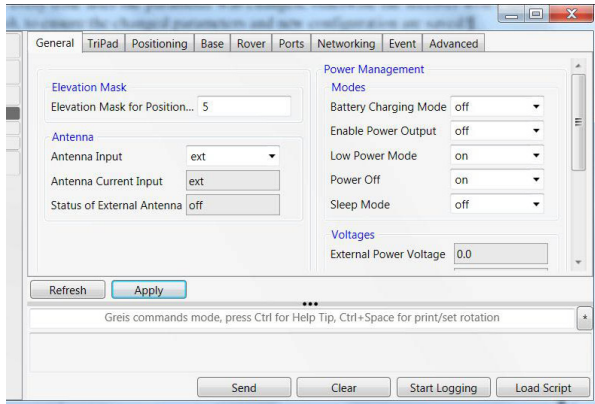 General TriPad Positioning Base Rover Ports Networking Event Advanced
Elevation Mask
Elevation Mask for Position... 5
Antenna
Antenna Input ext
Antenna Current Input ext
Status of External Antenna off
Power Management
Modes
Battery Charging Mode off
Enable Power Output off
Low Power Mode on
Power Off on
Sleep Mode off
Voltages
External Power Voltage 0.0
Refresh Apply
Greis commands mode, press Ctrl for Help Tip, Ctrl+Space for print/set rotation *
Send Clear Start Logging Load Script